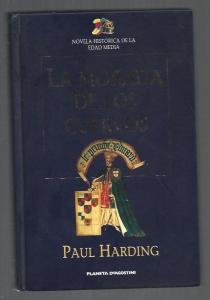 NOVELA HISTÓRICA DE LA
EDAD MEDIA
LA MORADA
DE LOS
CUERVOS
PAUL HARDING
PLANETA DEAGOSTINI